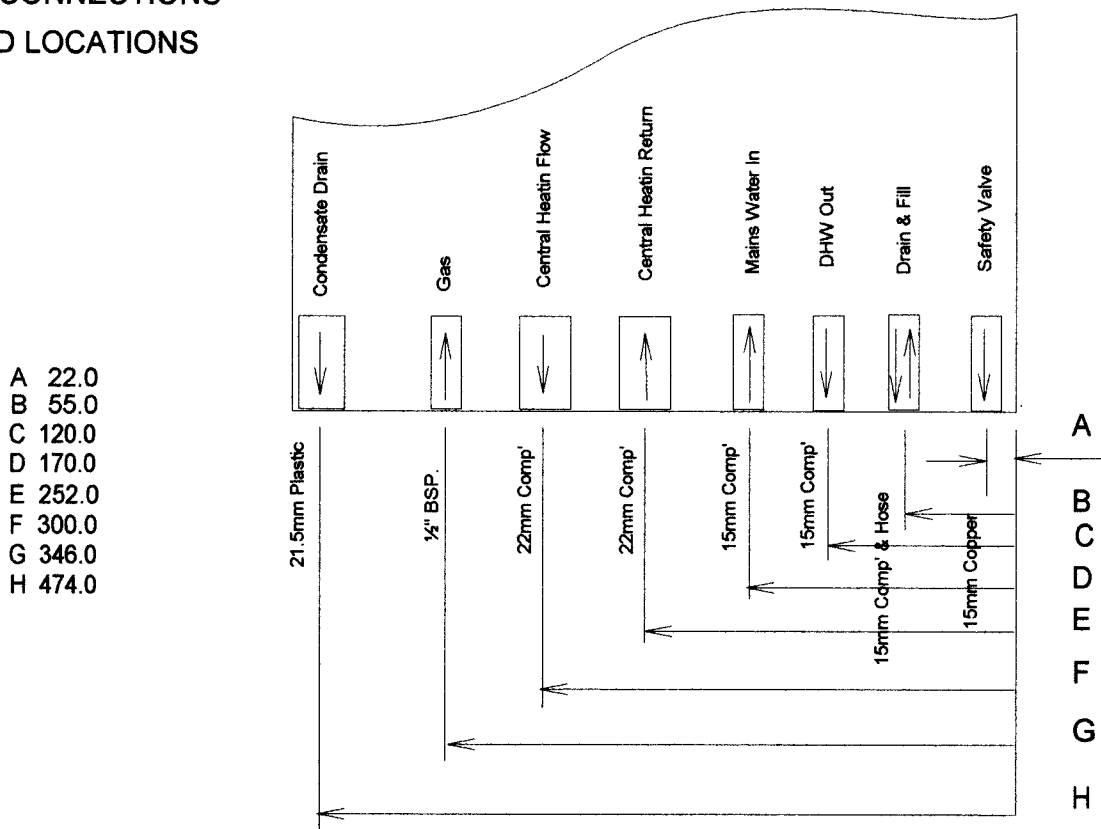 CONNECTIONS
D LOCATIONS
Condensate Drain
Gas
Central Heatin Flow
Central Heatin Return
Mains Water In
DHW Out
Drain & Fill
Safety Valve
A 22.0
B 55.0
C 120.0
D 170.0
E 252.0
F 300.0
G 346.0
H 474.0
21.5mm Plastic
½" BSP.
22mm Comp'
22mm Comp'
15mm Comp'
15mm Comp'
15mm Comp' & Hose
15mm Copper
A
B
C
D
E
F
G
H